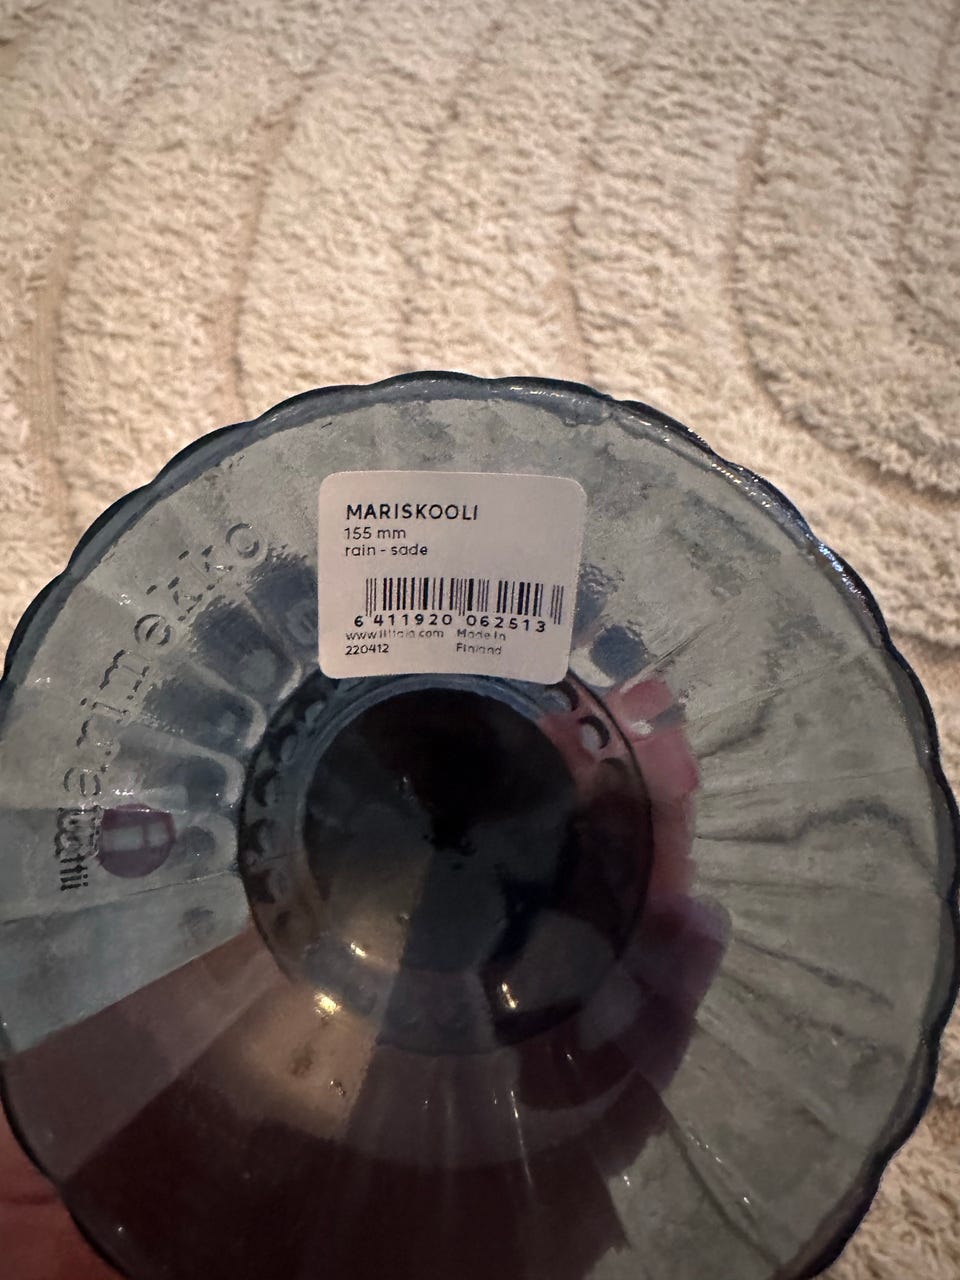 MARISKOOLI
155 mm
rain - sade
6 411920 062513
www.iittala.com Made in
220412 Finland
marimekko
iittala